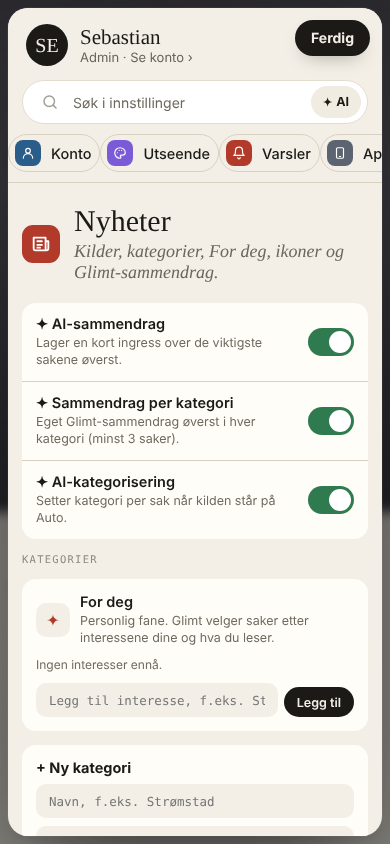 SE
Sebastian
Admin · Se konto ›
Ferdig
Søk i innstillinger
✦ AI
Konto
Utseende
Varsler
Ap
Nyheter
Kilder, kategorier, For deg, ikoner og
Glimt-sammendrag.
✦ AI-sammendrag
Lager en kort ingress over de viktigste
sakene øverst.
✦ Sammendrag per kategori
Eget Glimt-sammendrag øverst i hver
kategori (minst 3 saker).
✦ AI-kategorisering
Setter kategori per sak når kilden står på
Auto.
KATEGORIER
✦
For deg
Personlig fane. Glimt velger saker etter
interessene dine og hva du leser.
Ingen interesser ennå.
Legg til interesse, f.eks. St
Legg til
+ Ny kategori
Navn, f.eks. Strømstad